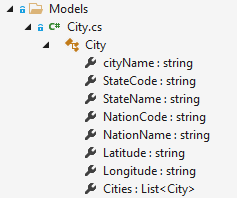 Models
C# City.cs
City
cityName : string
StateCode : string
StateName : string
NationCode : string
NationName : string
Latitude : string
Longitude : string
Cities : List<City>